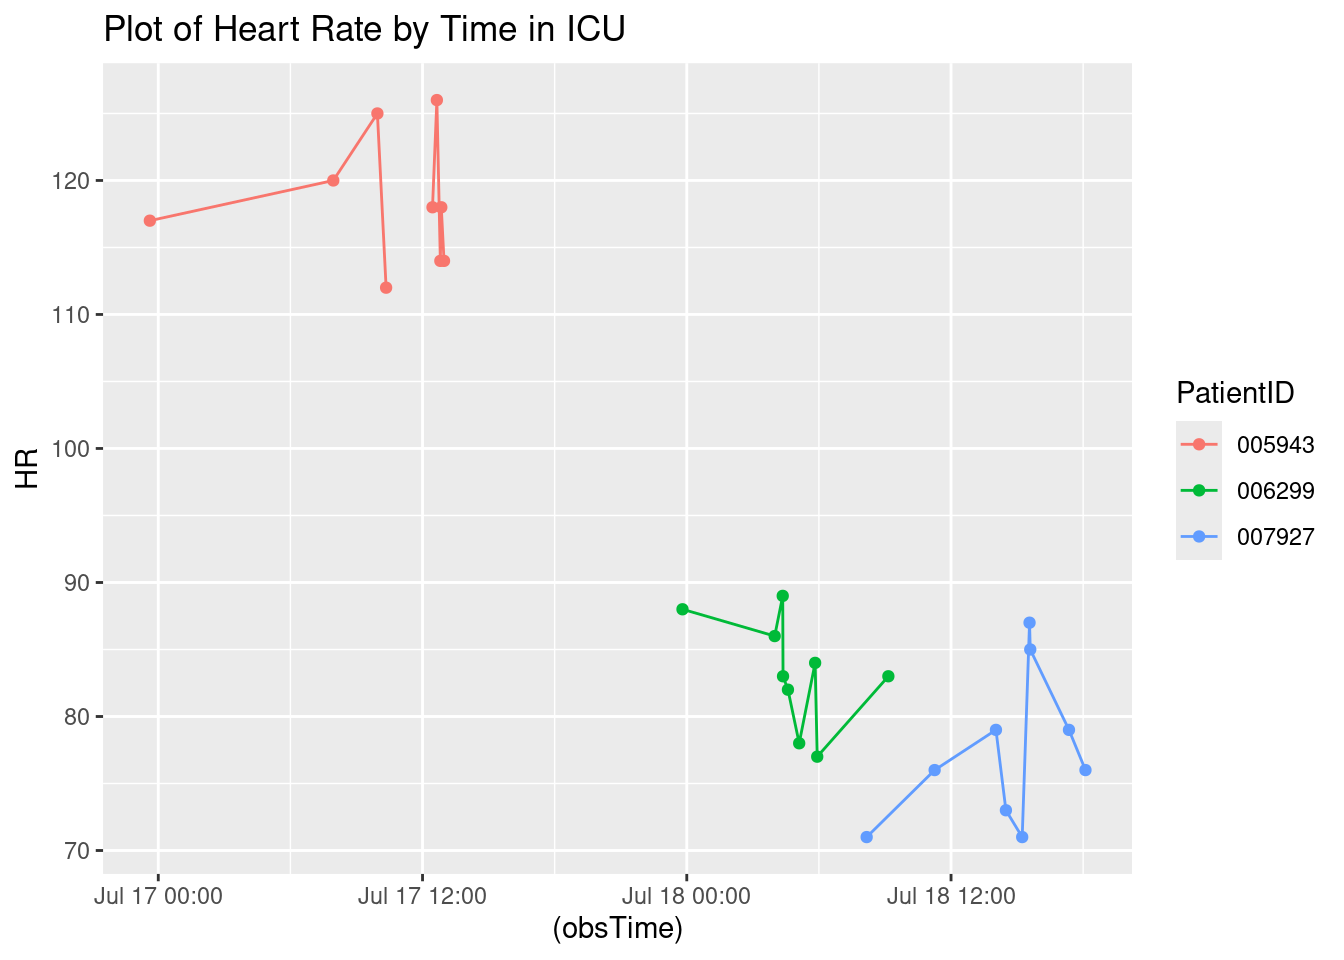 Plot of Heart Rate by Time in ICU
120
110
100
90
80
70
HR
Jul 17 00:00
Jul 17 12:00
Jul 18 00:00
Jul 18 12:00
(obsTime)
PatientID
005943
006299
007927